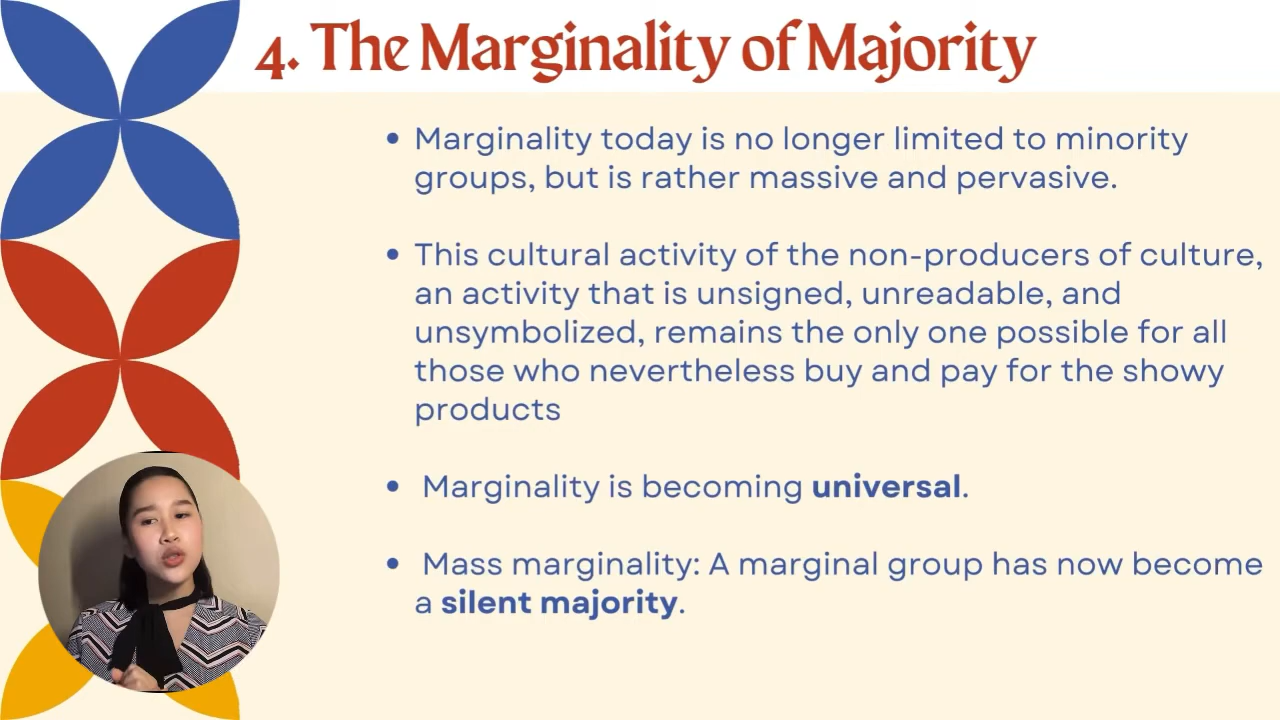 4. The Marginality of Majority
• Marginality today is no longer limited to minority
groups, but is rather massive and pervasive.
• This cultural activity of the non-producers of culture,
an activity that is unsigned, unreadable, and
unsymbolized, remains the only one possible for all
those who nevertheless buy and pay for the showy
products
• Marginality is becoming universal.
• Mass marginality: A marginal group has now become
a silent majority.